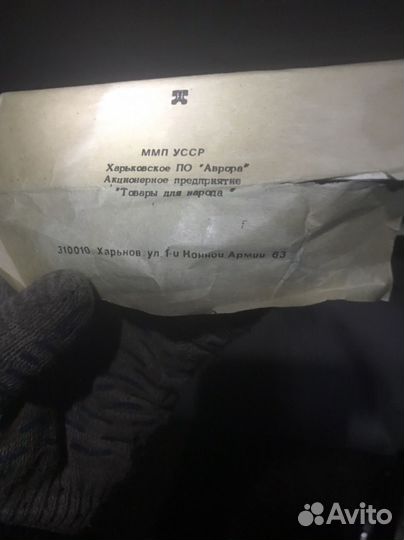 ММП УССР
Харьковское ПО "Аврора"
Акционерное предприятие
"Товары для народа"
310010 Харьков ул. 1-й Конной Армии 63
Avito